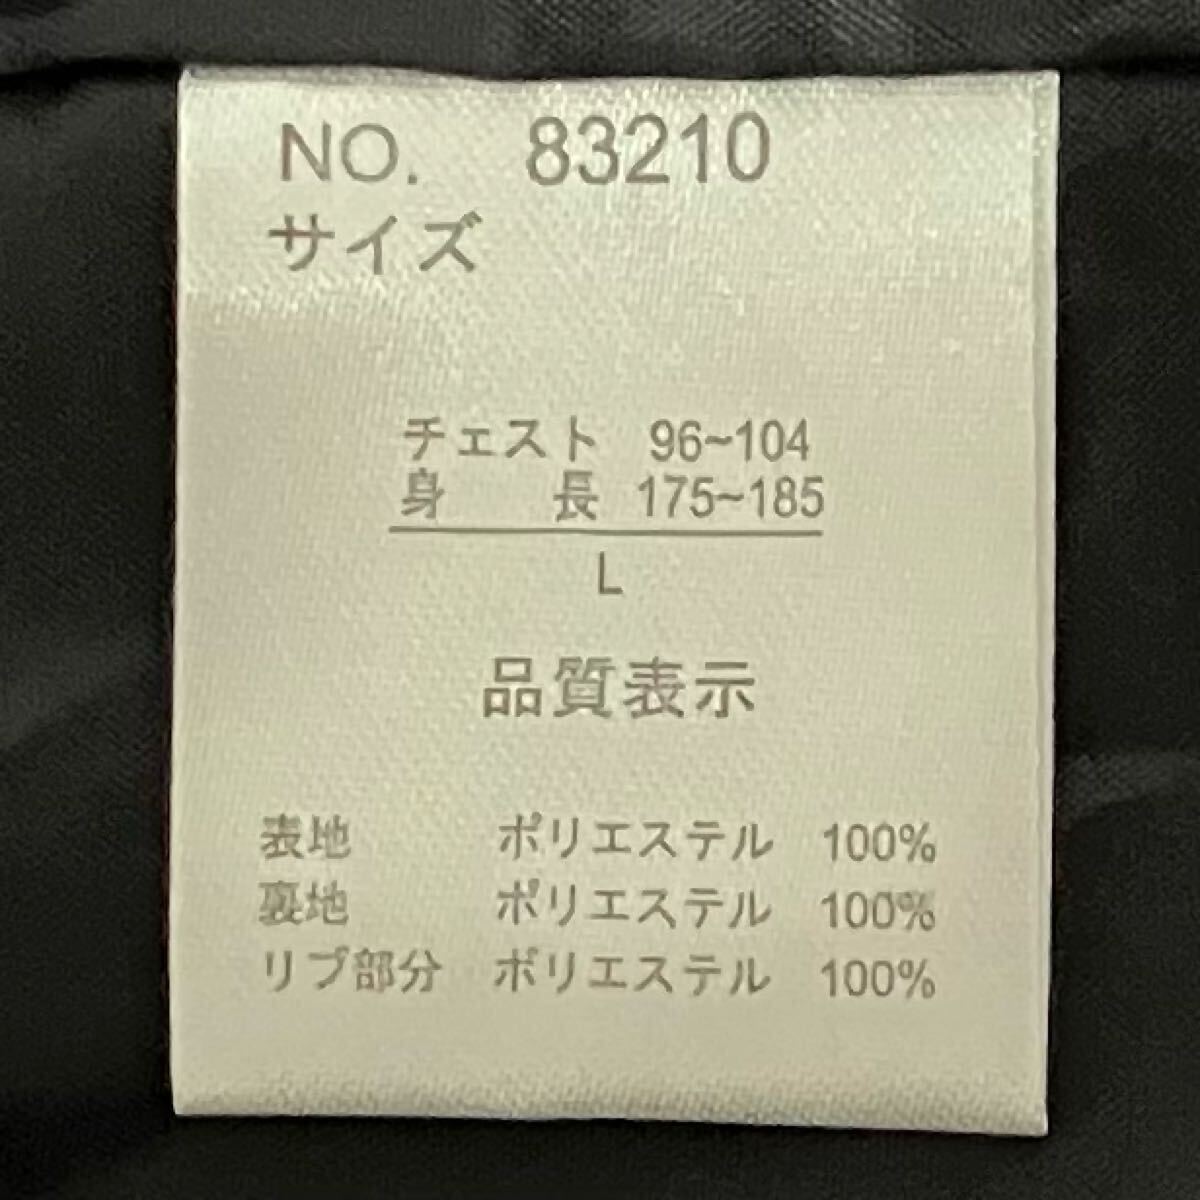 NO. 83210
サイズ
チェスト 96~104
身長 175~185
L
品質表示
表地 ポリエステル 100%
裏地 ポリエステル 100%
リブ部分 ポリエステル 100%